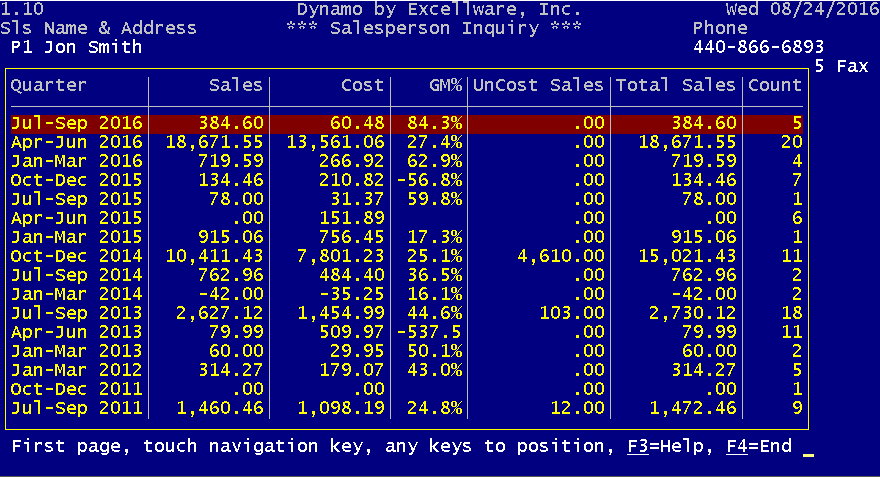 1.10 Dynamo by Excellware, Inc. Wed 08/24/2016
Sls Name & Address *** Salesperson Inquiry *** Phone
P1 Jon Smith 440-866-6893
5 Fax
Quarter Sales Cost GM% UnCost Sales Total Sales Count
Jul-Sep 2016 384.60 60.48 84.3% .00 384.60 5
Apr-Jun 2016 18,671.55 13,561.06 27.4% .00 18,671.55 20
Jan-Mar 2016 719.59 266.92 62.9% .00 719.59 4
Oct-Dec 2015 134.46 210.82 -56.8% .00 134.46 7
Jul-Sep 2015 78.00 31.37 59.8% .00 78.00 1
Apr-Jun 2015 .00 151.89 .00 .00 6
Jan-Mar 2015 915.06 756.45 17.3% .00 915.06 1
Oct-Dec 2014 10,411.43 7,801.23 25.1% 4,610.00 15,021.43 11
Jul-Sep 2014 762.96 484.40 36.5% .00 762.96 2
Jan-Mar 2014 -42.00 -35.25 16.1% .00 -42.00 2
Jul-Sep 2013 2,627.12 1,454.99 44.6% 103.00 2,730.12 18
Apr-Jun 2013 79.99 509.97 -537.5 .00 79.99 11
Jan-Mar 2013 60.00 29.95 50.1% .00 60.00 2
Jan-Mar 2012 314.27 179.07 43.0% .00 314.27 5
Oct-Dec 2011 .00 .00 .00 .00 1
Jul-Sep 2011 1,460.46 1,098.19 24.8% 12.00 1,472.46 9
First page, touch navigation key, any keys to position, F3=Help, F4=End